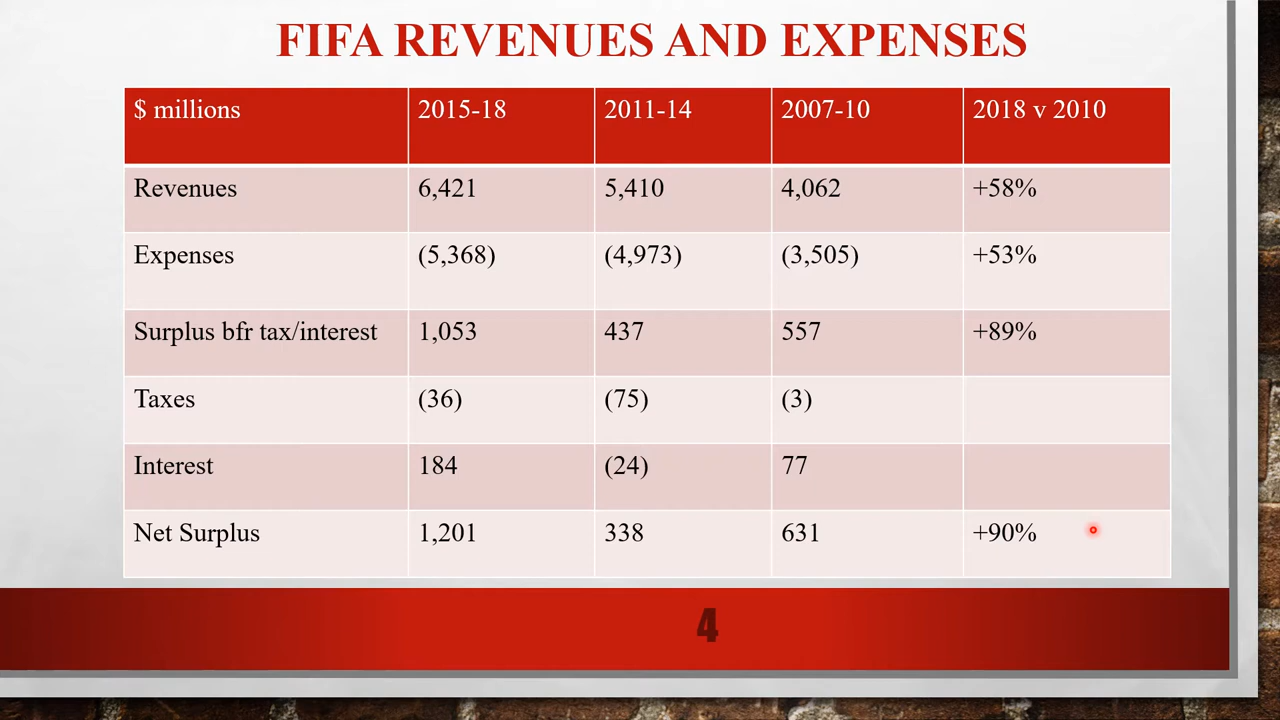 FIFA REVENUES AND EXPENSES
$ millions 2015-18 2011-14 2007-10 2018 v 2010
Revenues 6,421 5,410 4,062 +58%
Expenses (5,368) (4,973) (3,505) +53%
Surplus bfr tax/interest 1,053 437 557 +89%
Taxes (36) (75) (3)
Interest 184 (24) 77
Net Surplus 1,201 338 631 +90%
4